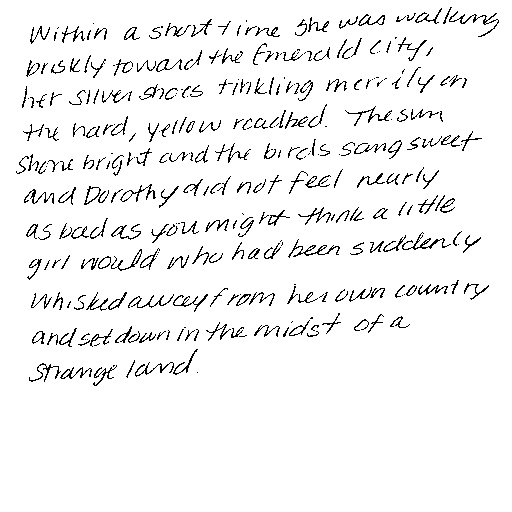 Within a short time she was walking
briskly toward the Emerald City,
her silver shoes tinkling merrily on
the hard, yellow roadbed. The sun
shone bright and the birds sang sweet
and Dorothy did not feel nearly
as bad as you might think a little
girl would who had been suddenly
whisked away from her own country
and set down in the midst of a
strange land.